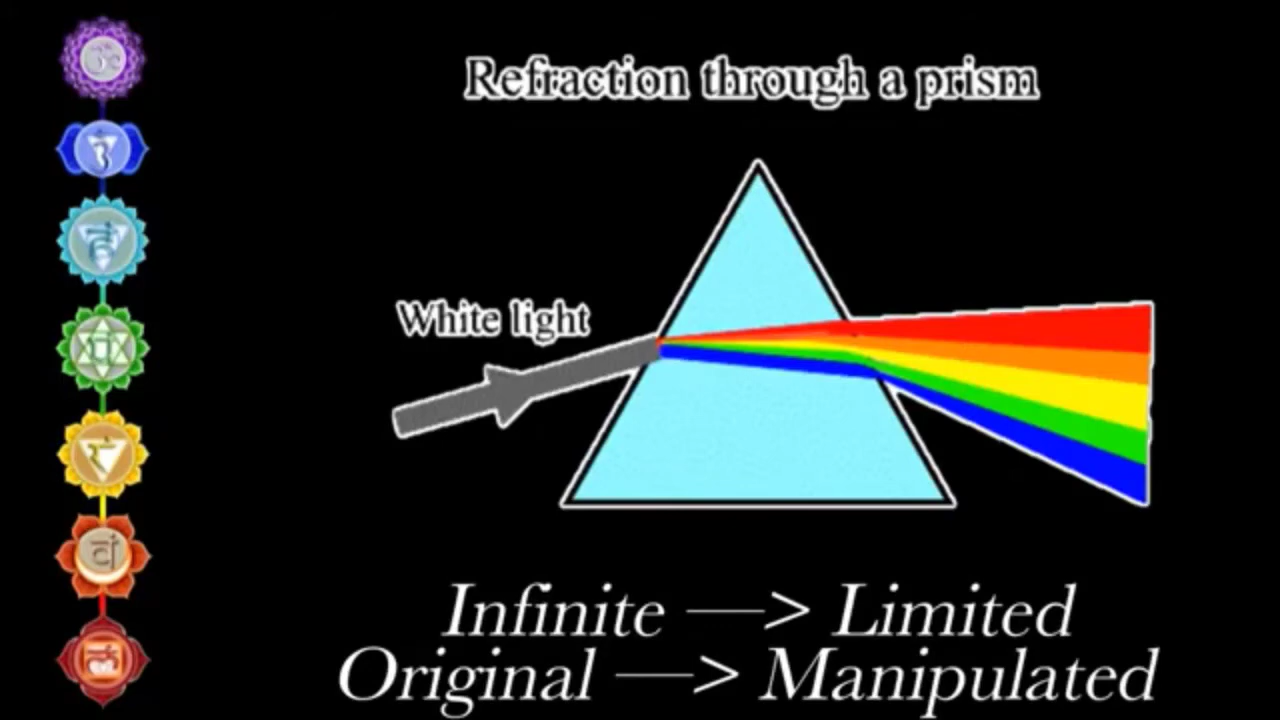 Refraction through a prism
White light
Infinite —> Limited
Original —> Manipulated